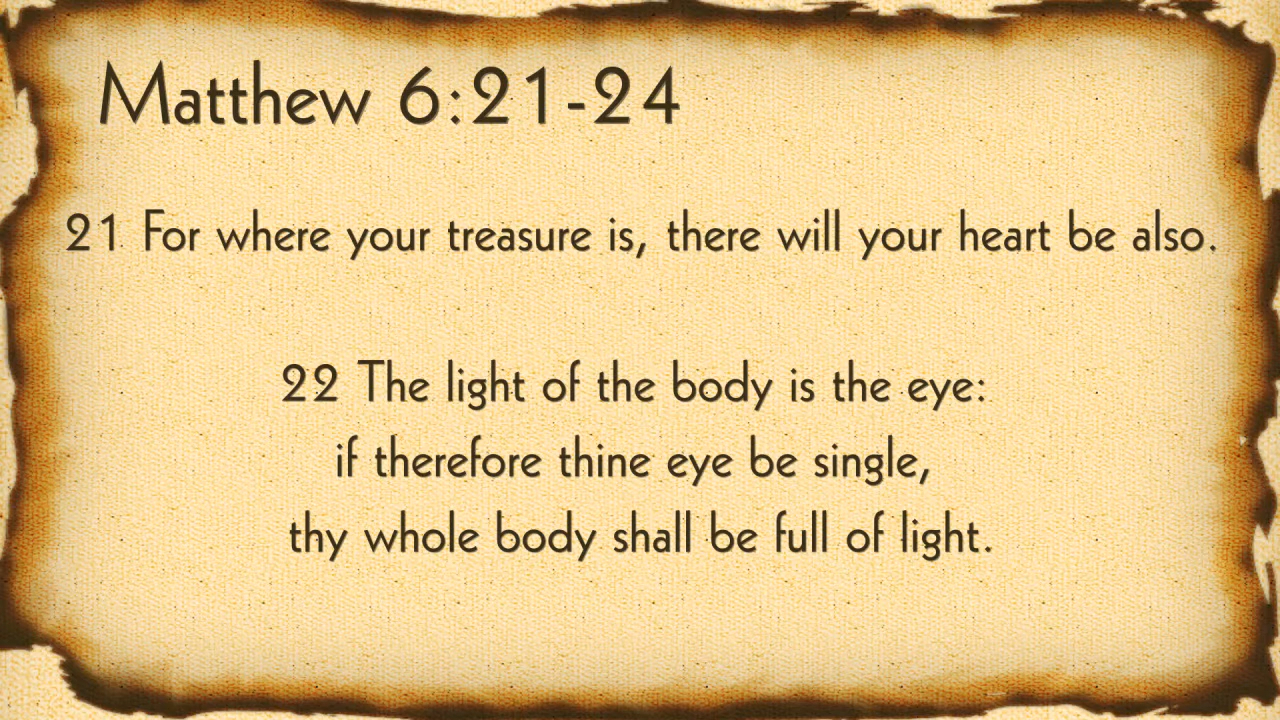 Matthew 6:21-24
21 For where your treasure is, there will your heart be also.
22 The light of the body is the eye:
if therefore thine eye be single,
thy whole body shall be full of light.